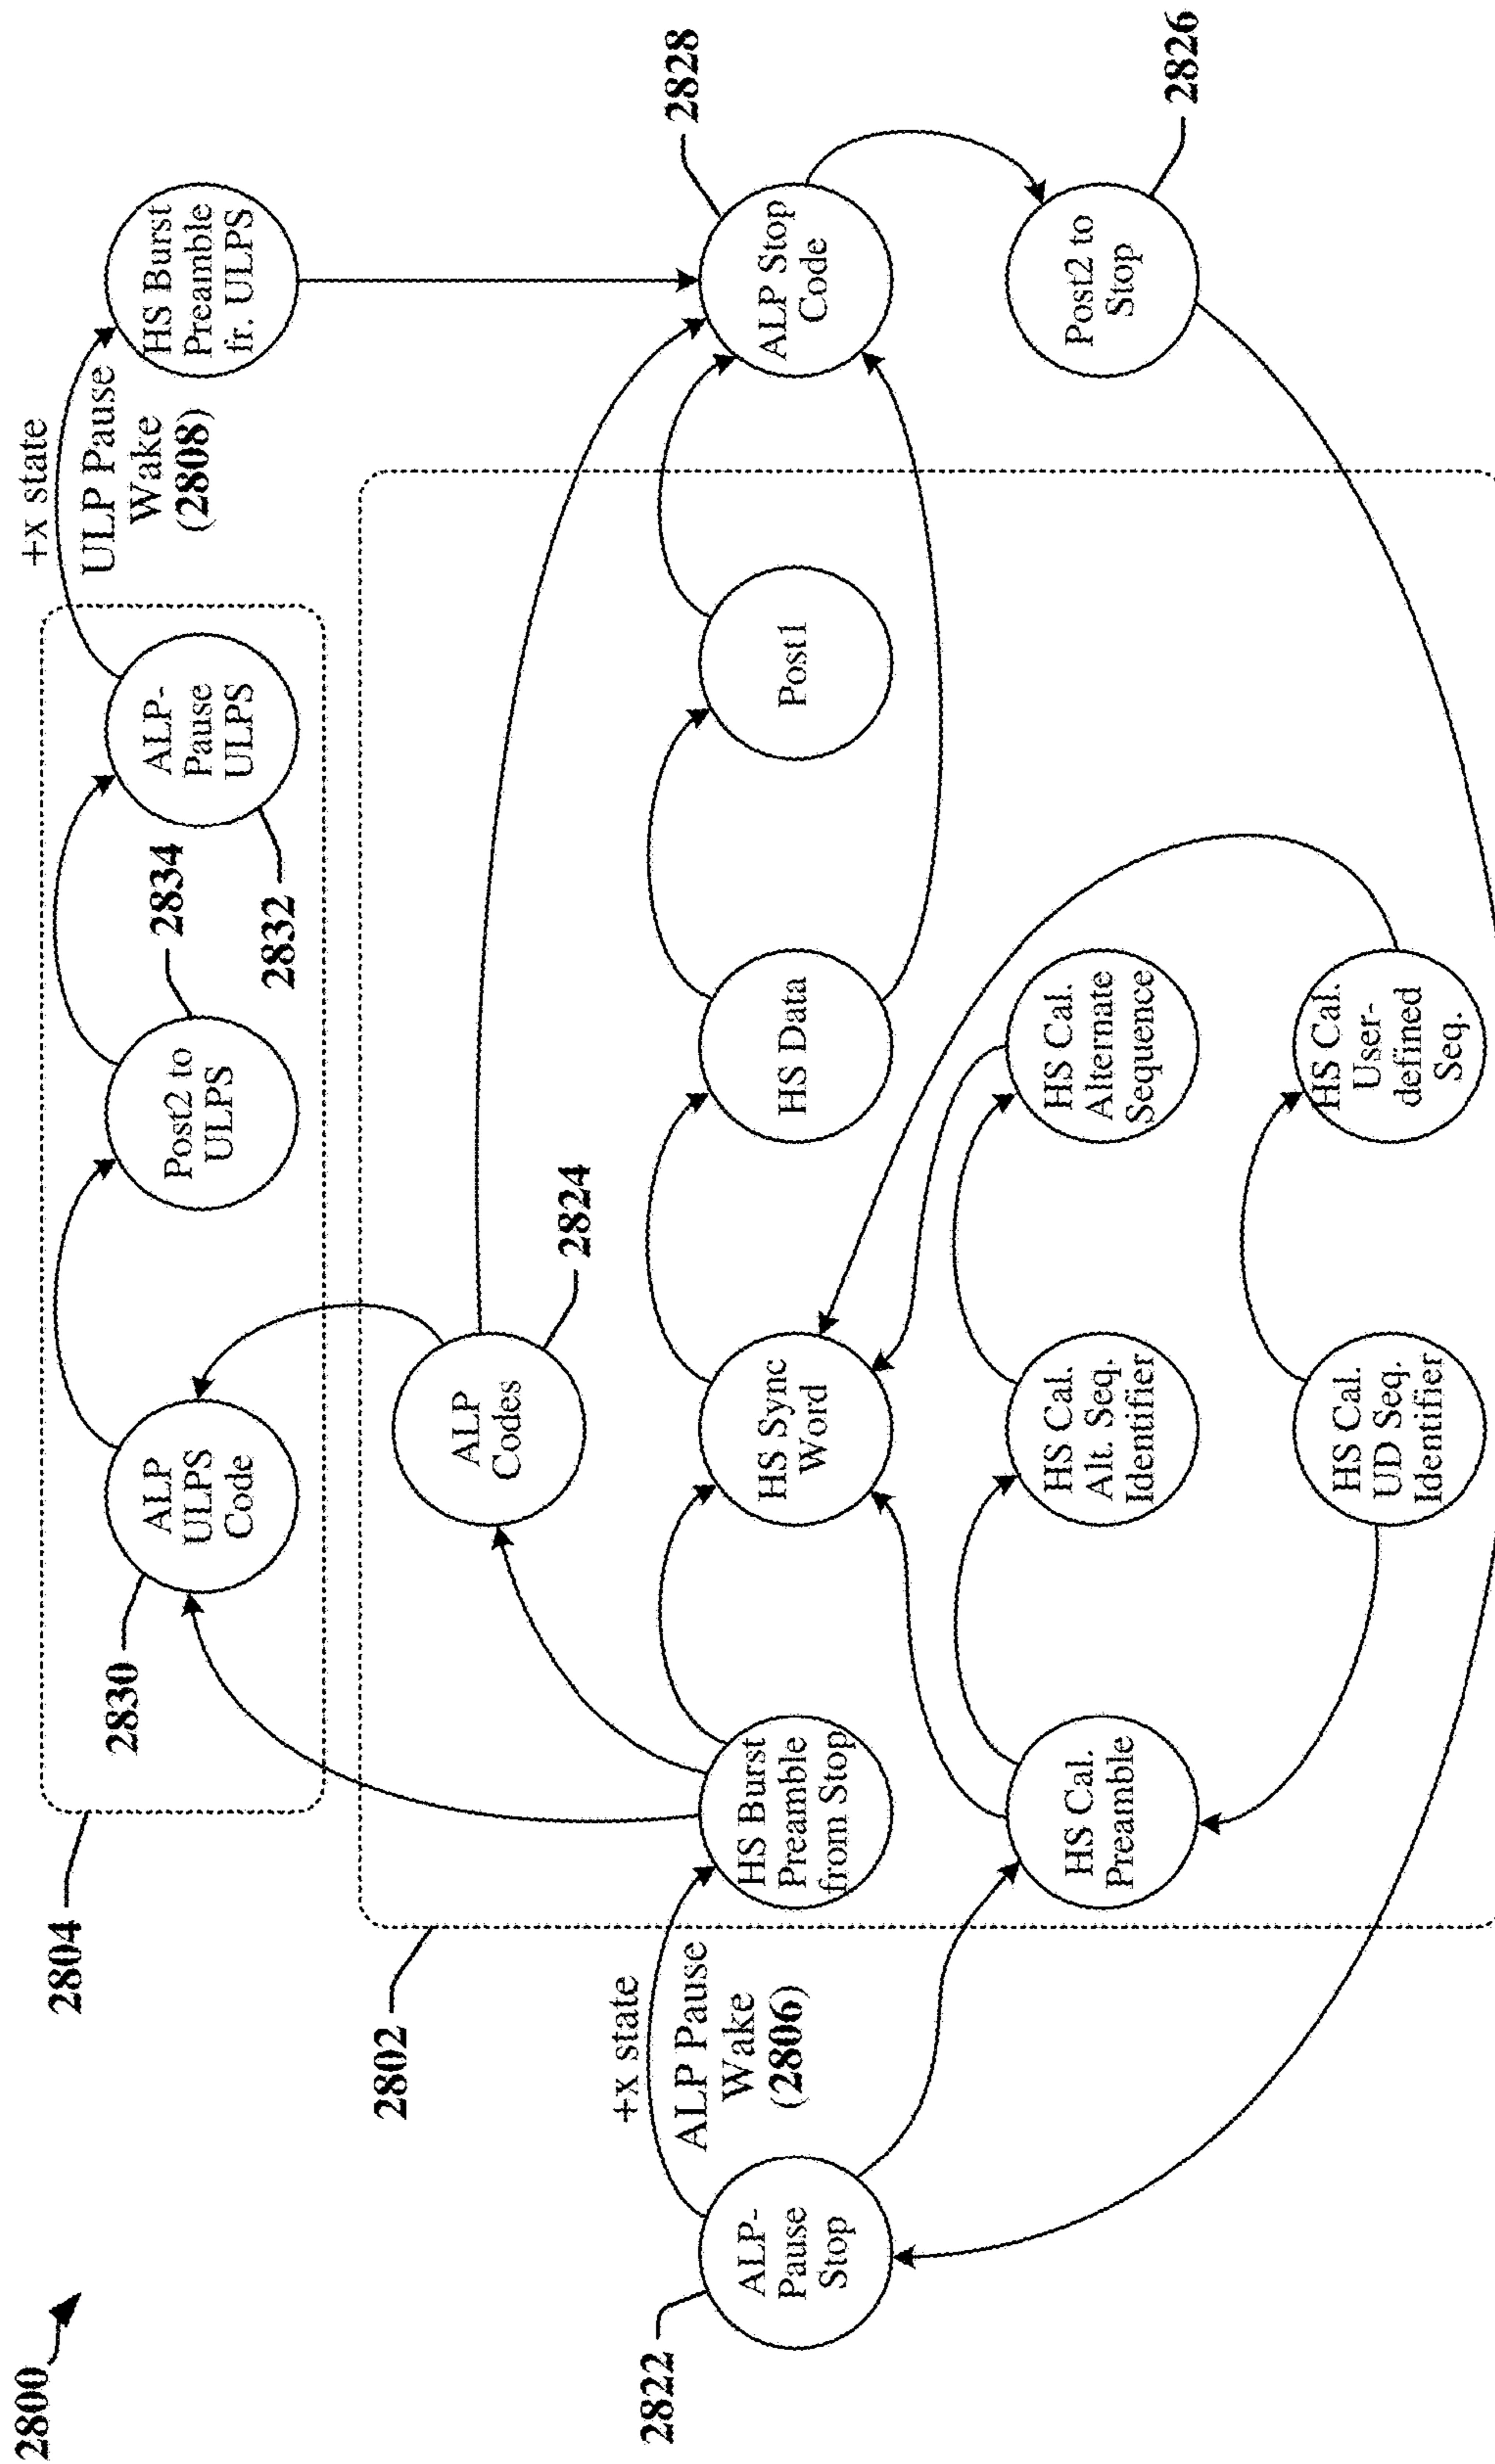 2800
2804
2830
ALP
ULPS
Code
Post2 to
ULPS
2834
ALP-
Pause
ULPS
2832
+x state
ULP Pause
Wake
(2808)
HS Burst
Preamble
fr. ULPS
2802
ALP
Codes
2824
2822
ALP-
Pause
Stop
+x state
ALP Pause
Wake
(2806)
HS Burst
Preamble
from Stop
HS Sync
Word
HS Data
Post1
ALP Stop
Code
2828
HS Cal.
Preamble
HS Cal.
Alt. Seq.
Identifier
HS Cal.
Alternate
Sequence
Post2 to
Stop
2826
HS Cal.
UD Seq.
Identifier
HS Cal.
User-
defined
Seq.